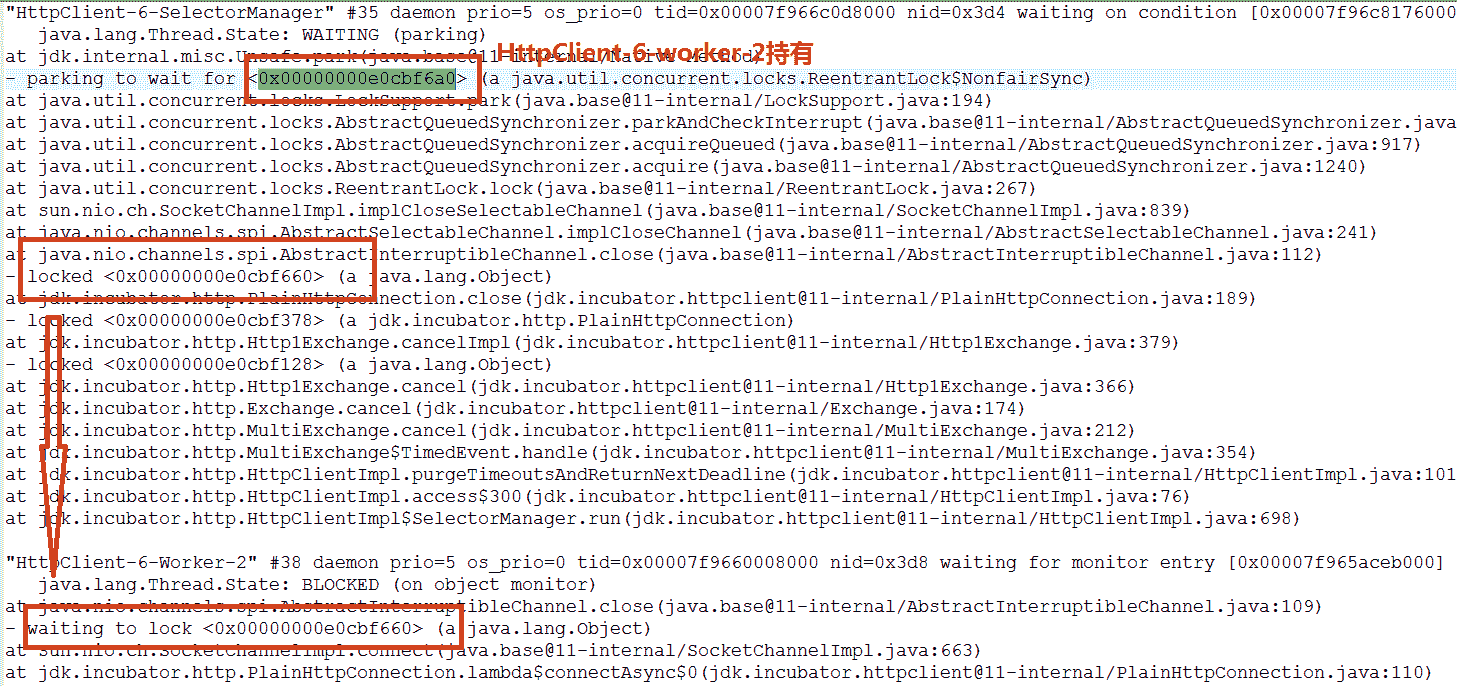 "HttpClient-6-SelectorManager" #35 daemon prio=5 os_prio=0 tid=0x00007f966c0d8000 nid=0x3d4 waiting on condition [0x00007f96c8176000
java.lang.Thread.State: WAITING (parking)
HttpClient-6-worker-2持有
at jdk.internal.misc.Unsafe.park(java.base@11-internal/Native Method)
- parking to wait for <0x00000000e0cbf6a0> (a java.util.concurrent.locks.ReentrantLock$NonfairSync)
at java.util.concurrent.locks.LockSupport.park(java.base@11-internal/LockSupport.java:194)
at java.util.concurrent.locks.AbstractQueuedSynchronizer.parkAndCheckInterrupt(java.base@11-internal/AbstractQueuedSynchronizer.java
at java.util.concurrent.locks.AbstractQueuedSynchronizer.acquireQueued(java.base@11-internal/AbstractQueuedSynchronizer.java:917)
at java.util.concurrent.locks.AbstractQueuedSynchronizer.acquire(java.base@11-internal/AbstractQueuedSynchronizer.java:1240)
at java.util.concurrent.locks.ReentrantLock.lock(java.base@11-internal/ReentrantLock.java:267)
at sun.nio.ch.SocketChannelImpl.implCloseSelectableChannel(java.base@11-internal/SocketChannelImpl.java:839)
at java.nio.channels.spi.AbstractSelectableChannel.implCloseChannel(java.base@11-internal/AbstractSelectableChannel.java:241)
at java.nio.channels.spi.AbstractInterruptibleChannel.close(java.base@11-internal/AbstractInterruptibleChannel.java:112)
- locked <0x00000000e0cbf660> (a java.lang.Object)
at jdk.incubator.http.PlainHttpConnection.close(jdk.incubator.httpclient@11-internal/PlainHttpConnection.java:189)
- locked <0x00000000e0cbf378> (a jdk.incubator.http.PlainHttpConnection)
at jdk.incubator.http.Http1Exchange.cancelImpl(jdk.incubator.httpclient@11-internal/Http1Exchange.java:379)
- locked <0x00000000e0cbf128> (a java.lang.Object)
at jdk.incubator.http.Http1Exchange.cancel(jdk.incubator.httpclient@11-internal/Http1Exchange.java:366)
at jdk.incubator.http.Exchange.cancel(jdk.incubator.httpclient@11-internal/Exchange.java:174)
at jdk.incubator.http.MultiExchange.cancel(jdk.incubator.httpclient@11-internal/MultiExchange.java:212)
at jdk.incubator.http.MultiExchange$TimedEvent.handle(jdk.incubator.httpclient@11-internal/MultiExchange.java:354)
at jdk.incubator.http.HttpClientImpl.purgeTimeoutsAndReturnNextDeadline(jdk.incubator.httpclient@11-internal/HttpClientImpl.java:101
at jdk.incubator.http.HttpClientImpl.access$300(jdk.incubator.httpclient@11-internal/HttpClientImpl.java:76)
at jdk.incubator.http.HttpClientImpl$SelectorManager.run(jdk.incubator.httpclient@11-internal/HttpClientImpl.java:698)
"HttpClient-6-Worker-2" #38 daemon prio=5 os_prio=0 tid=0x00007f9660008000 nid=0x3d8 waiting for monitor entry [0x00007f965aceb000]
java.lang.Thread.State: BLOCKED (on object monitor)
at java.nio.channels.spi.AbstractInterruptibleChannel.close(java.base@11-internal/AbstractInterruptibleChannel.java:109)
- waiting to lock <0x00000000e0cbf660> (a java.lang.Object)
at sun.nio.ch.SocketChannelImpl.connect(java.base@11-internal/SocketChannelImpl.java:663)
at jdk.incubator.http.PlainHttpConnection.lambda$connectAsync$0(jdk.incubator.httpclient@11-internal/PlainHttpConnection.java:110)